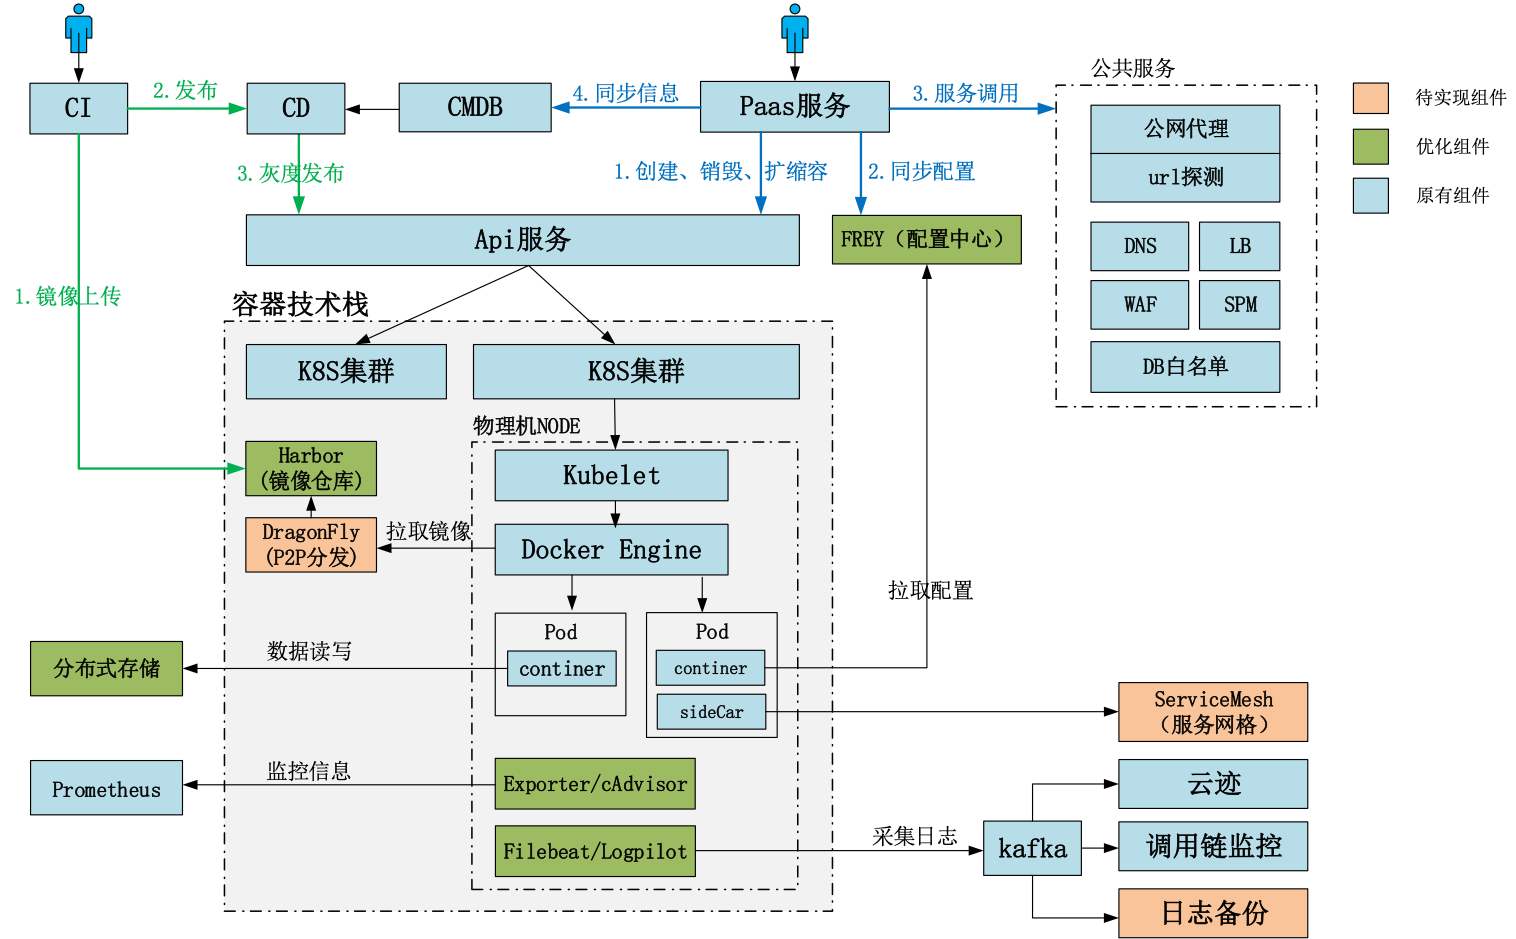 CI
2.发布
CD
CMDB
4.同步信息
Paas服务
3.服务调用
公共服务
公网代理
url探测
DNS
LB
WAF
SPM
DB白名单
待实现组件
优化组件
原有组件
3.灰度发布
1.创建、销毁、扩缩容
2.同步配置
Api服务
FREY（配置中心）
1.镜像上传
容器技术栈
K8S集群
K8S集群
物理机NODE
Harbor
(镜像仓库)
Kubelet
DragonFly
(P2P分发)
拉取镜像
Docker Engine
拉取配置
Pod
continer
Pod
continer
sideCar
数据读写
分布式存储
ServiceMesh
（服务网格）
监控信息
Prometheus
Exporter/cAdvisor
Filebeat/Logpilot
采集日志
kafka
云迹
调用链监控
日志备份